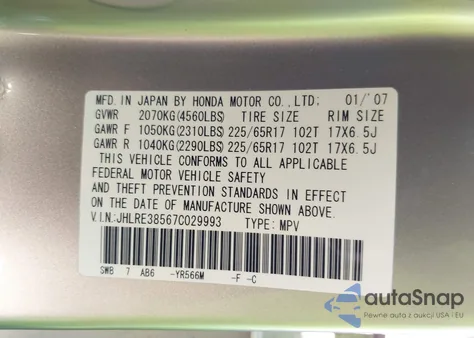 MFD. IN JAPAN BY HONDA MOTOR CO., LTD: 01/'07
GVWR 2070KG(4560LBS) TIRE SIZE RIM SIZE
GAWR F 1050KG(2310LBS) 225/65R17 102T 17X6.5J
GAWR R 1040KG(2290LBS) 225/65R17 102T 17X6.5J
THIS VEHICLE CONFORMS TO ALL APPLICABLE
FEDERAL MOTOR VEHICLE SAFETY
AND THEFT PREVENTION STANDARDS IN EFFECT
ON THE DATE OF MANUFACTURE SHOWN ABOVE.
V.I.N:JHLRE38567C029993 TYPE: MPV
SWB 7 AB6 -YR566M -F -C
autoSnap
Pewne auta z aukcji USA i EU